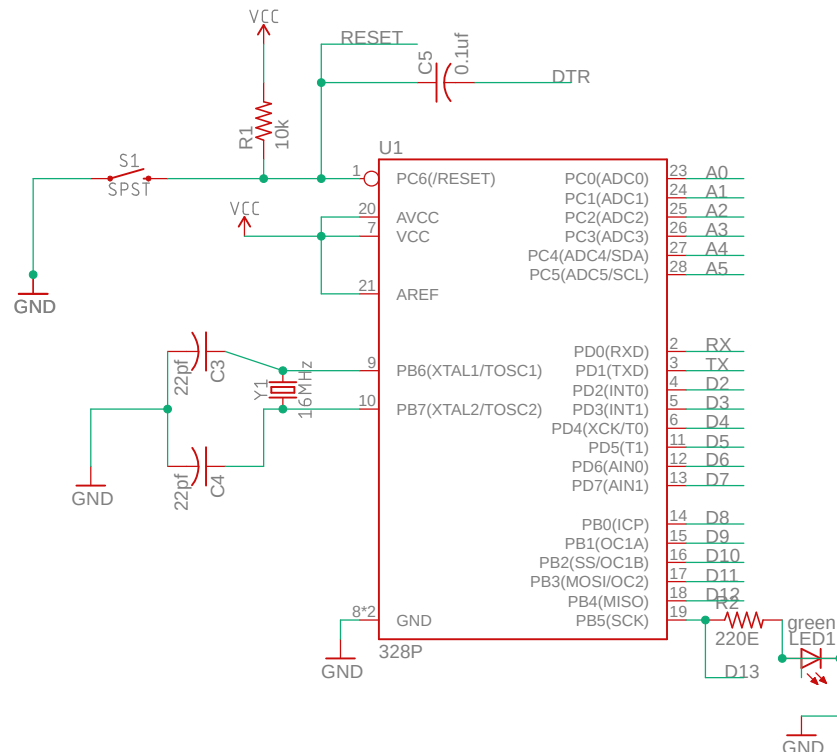 VCC
RESET
C5
0.1uf
DTR
R1
10k
S1
SPST
GND
VCC
U1
1 PC6(/RESET)
20 AVCC
7 VCC
21 AREF
9 PB6(XTAL1/TOSC1)
10 PB7(XTAL2/TOSC2)
8*2 GND
328P
PC0(ADC0) 23 A0
PC1(ADC1) 24 A1
PC2(ADC2) 25 A2
PC3(ADC3) 26 A3
PC4(ADC4/SDA) 27 A4
PC5(ADC5/SCL) 28 A5
PD0(RXD) 2 RX
PD1(TXD) 3 TX
PD2(INT0) 4 D2
PD3(INT1) 5 D3
PD4(XCK/T0) 6 D4
PD5(T1) 11 D5
PD6(AIN0) 12 D6
PD7(AIN1) 13 D7
PB0(ICP) 14 D8
PB1(OC1A) 15 D9
PB2(SS/OC1B) 16 D10
PB3(MOSI/OC2) 17 D11
PB4(MISO) 18 D12
PB5(SCK) 19
22pf
C3
Y1
16MHz
22pf
C4
GND
GND
R2
220E
D13
green
LED1
GND